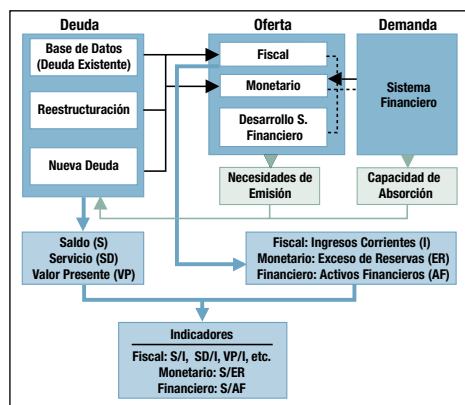 Deuda
Base de Datos
(Deuda Existente)
Reestructuración
Nueva Deuda
Oferta
Fiscal
Monetario
Desarrollo S.
Financiero
Demanda
Sistema
Financiero
Necesidades de
Emisión
Capacidad de
Absorción
Saldo (S)
Servicio (SD)
Valor Presente (VP)
Fiscal: Ingresos Corrientes (I)
Monetario: Exceso de Reservas (ER)
Financiero: Activos Financieros (AF)
Indicadores
Fiscal: S/I, SD/I, VP/I, etc.
Monetario: S/ER
Financiero: S/AF